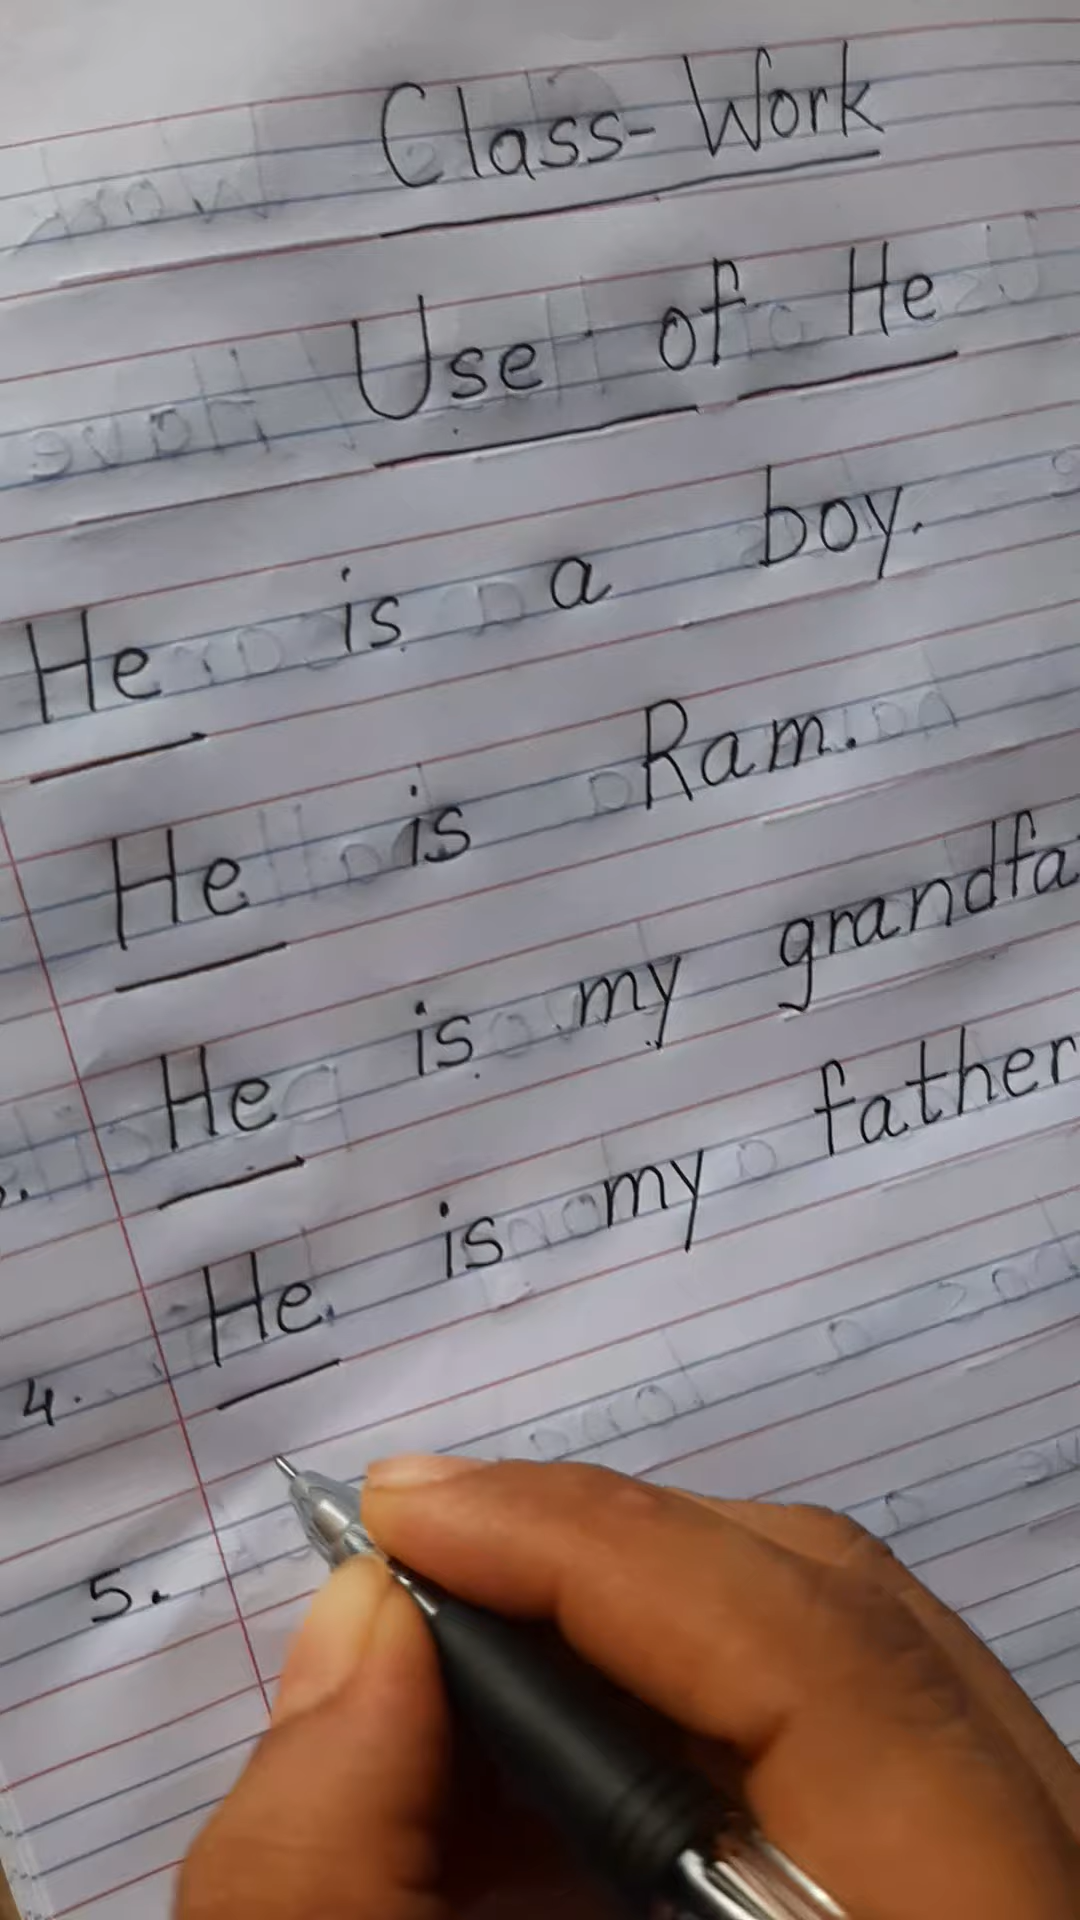 Class-Work
Use of He
He is a boy.
He is Ram.
He is my grandfa
4. He is my father
5.